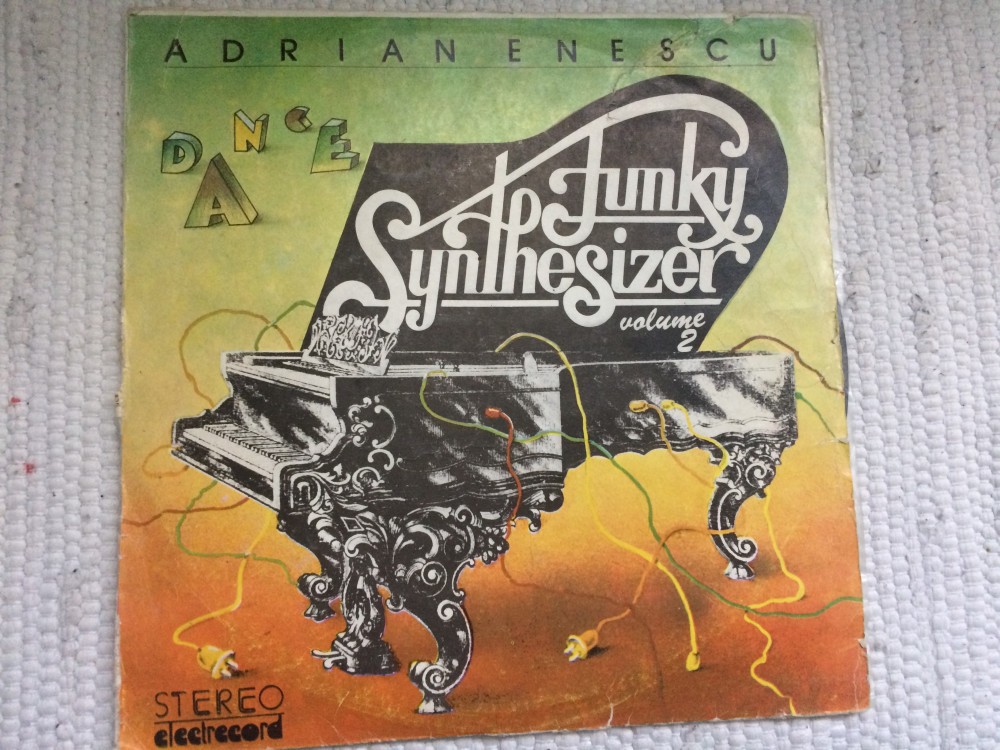 ADRIAN ENESCU
DANCE
Funky
Synthesizer
volume
2
STEREO
electrecord